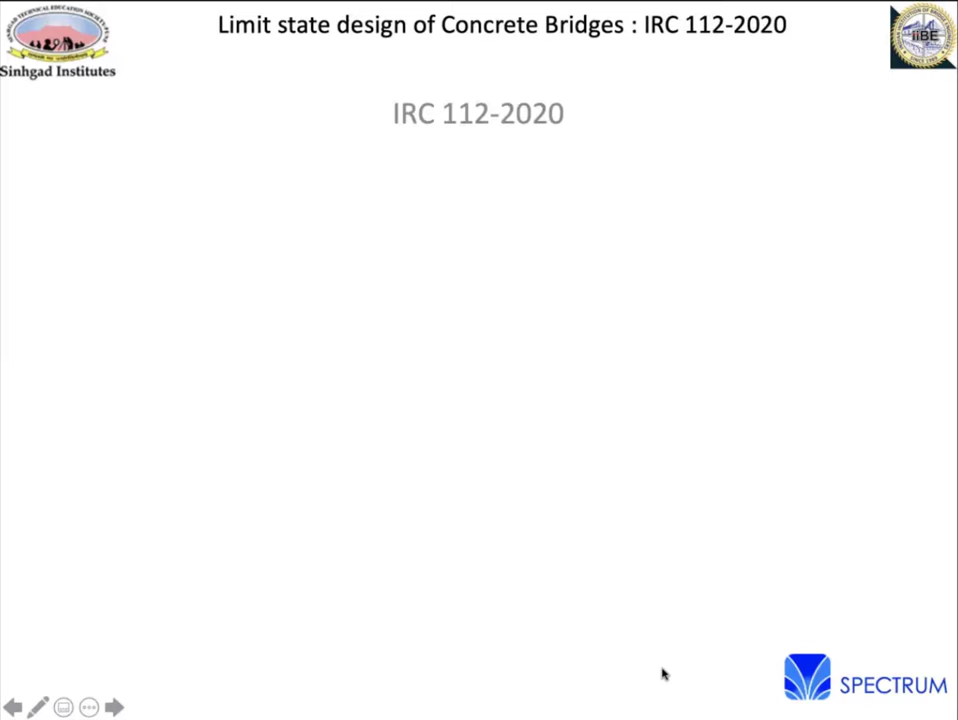 Limit state design of Concrete Bridges : IRC 112-2020
Sinhgad Institutes
iiBE
IRC 112-2020
SPECTRUM